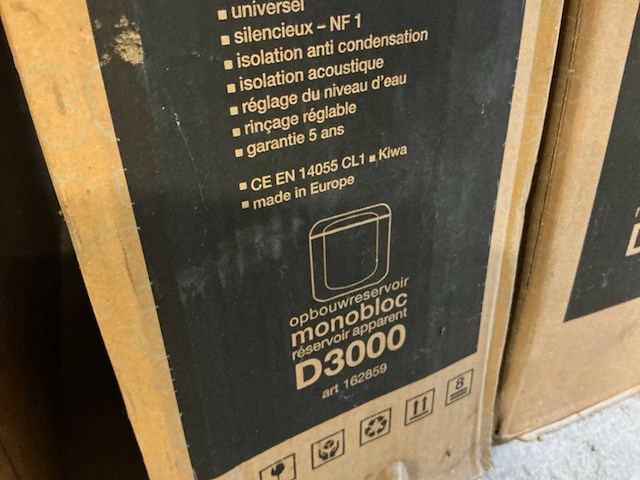 ▪ universel
▪ silencieux – NF 1
▪ isolation anti condensation
▪ isolation acoustique
▪ réglage du niveau d'eau
▪ rinçage réglable
▪ garantie 5 ans
▪ CE EN 14055 CL1 ▪ Kiwa
▪ made in Europe
opbouwreservoir
monobloc
réservoir apparent
D3000
art 162859
8